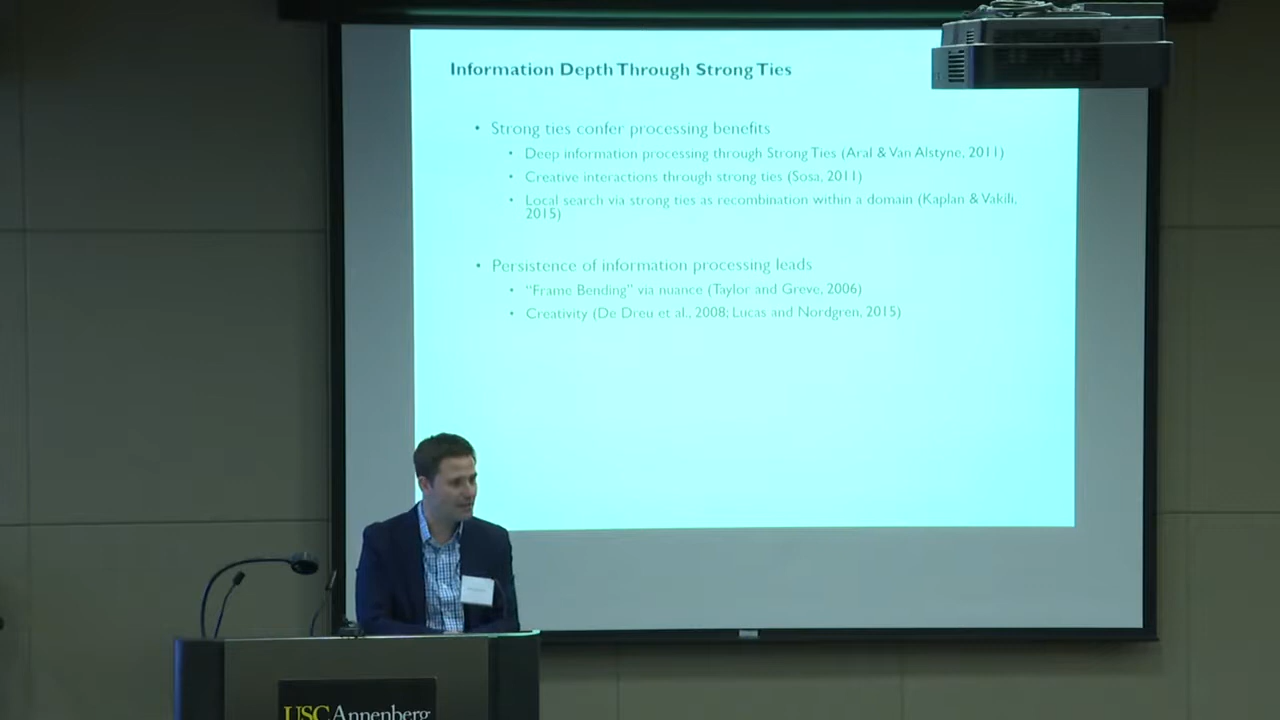 Information Depth Through Strong Ties
• Strong ties confer processing benefits
• Deep information processing through Strong Ties (Aral & Van Alstyne, 2011)
• Creative interactions through strong ties (Sosa, 2011)
• Local search via strong ties as recombination within a domain (Kaplan & Vakili,
2015)
• Persistence of information processing leads
• "Frame Bending" via nuance (Taylor and Greve, 2006)
• Creativity (De Dreu et al., 2008; Lucas and Nordgren, 2015)
USC Annenberg